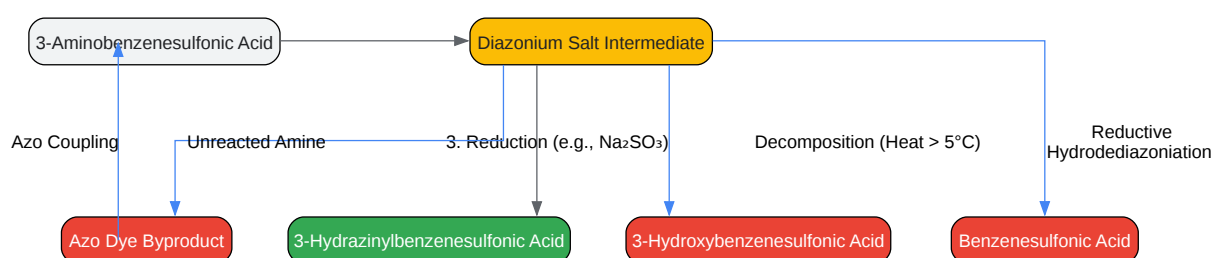 3-Aminobenzenesulfonic Acid
Diazonium Salt Intermediate
Azo Coupling
Unreacted Amine
3. Reduction (e.g., Na₂SO₃)
Decomposition (Heat > 5°C)
Reductive
Hydrodediazoniation
Azo Dye Byproduct
3-Hydrazinylbenzenesulfonic Acid
3-Hydroxybenzenesulfonic Acid
Benzenesulfonic Acid